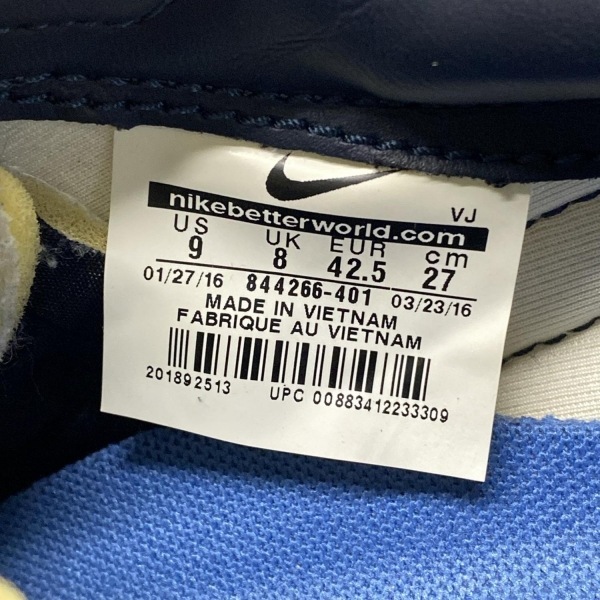 VJ
nikebetterworld.com
US UK EUR cm
9 8 42.5 27
01/27/16 844266-401 03/23/16
MADE IN VIETNAM
FABRIQUE AU VIETNAM
201892513 UPC 00883412233309